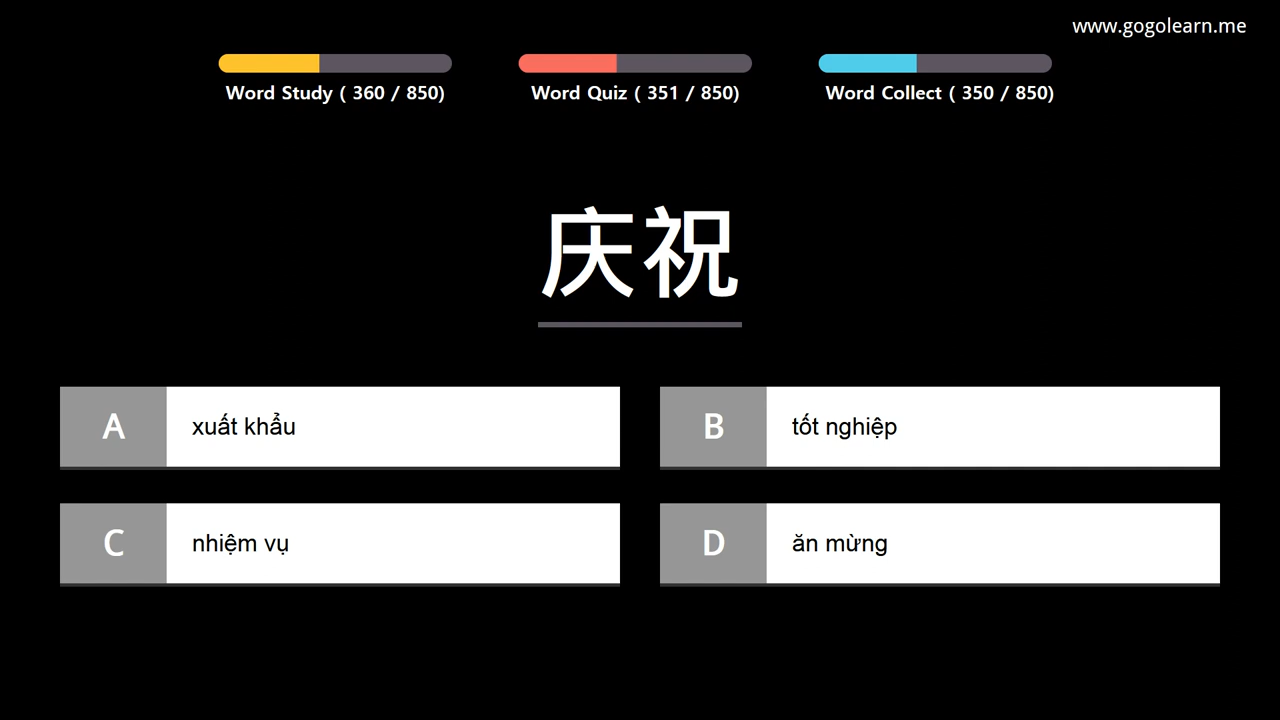 www.gogolearn.me
Word Study ( 360 / 850)
Word Quiz ( 351 / 850)
Word Collect ( 350 / 850)
庆祝
A xuất khẩu
B tốt nghiệp
C nhiệm vụ
D ăn mừng